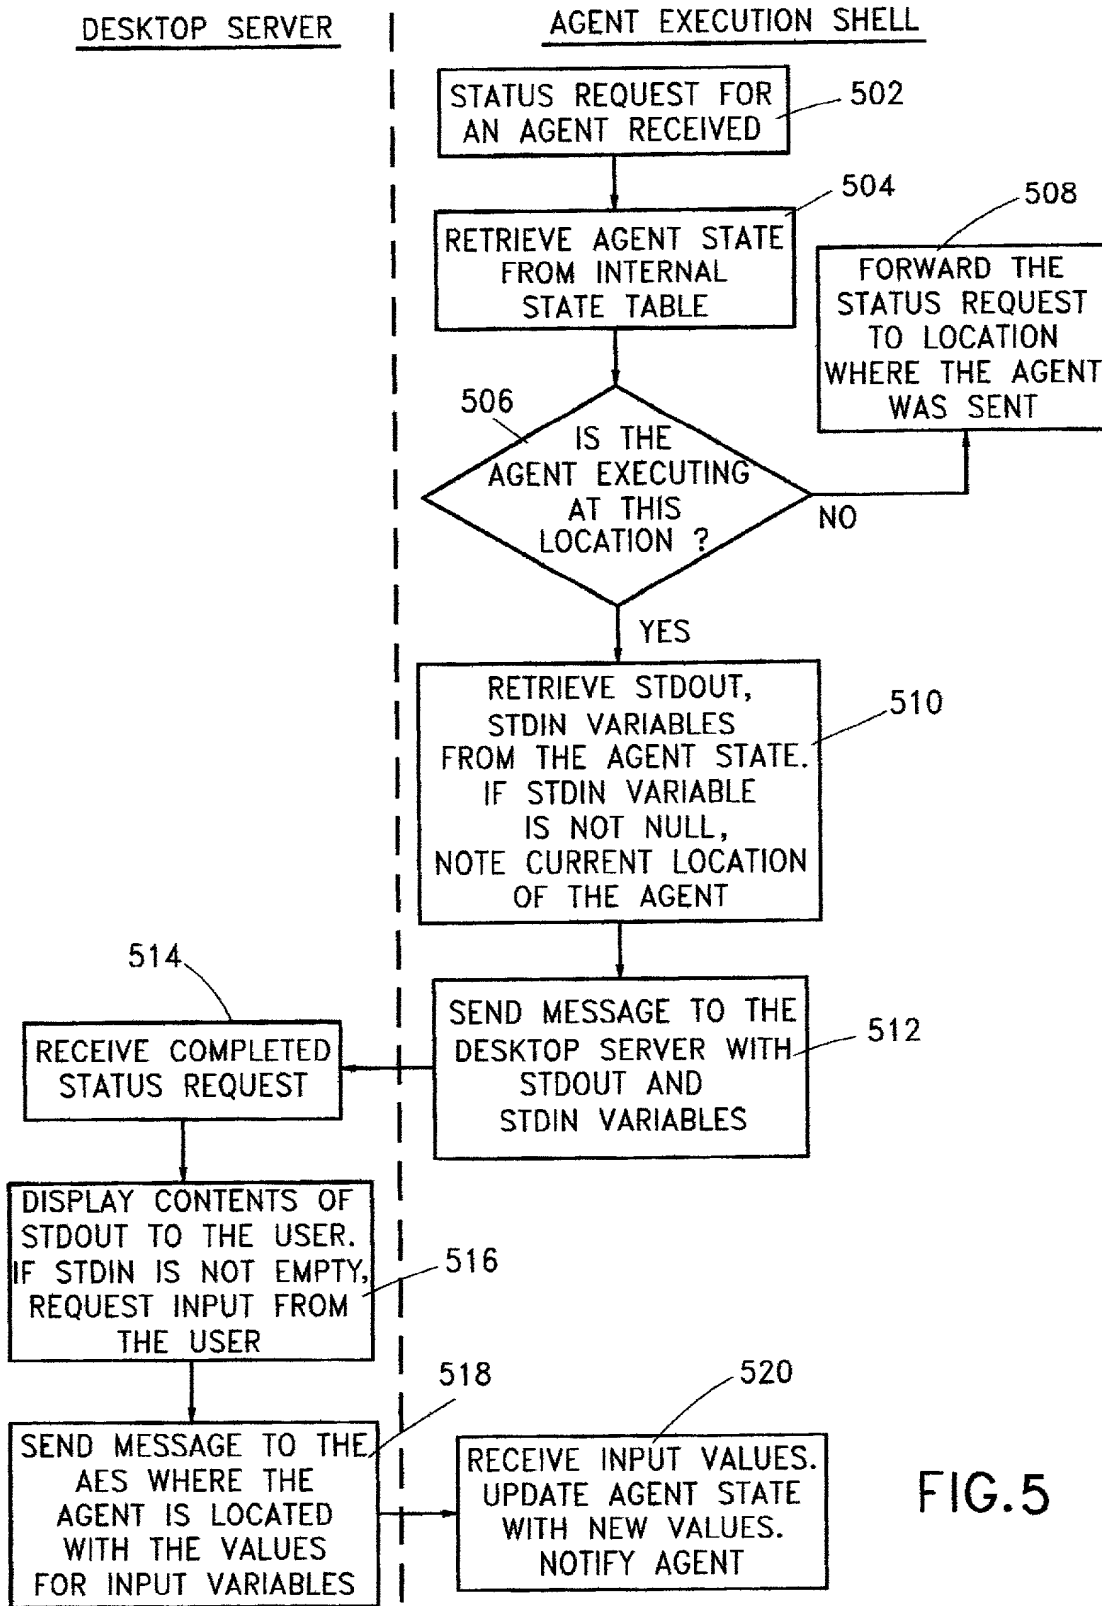 DESKTOP SERVER
AGENT EXECUTION SHELL
STATUS REQUEST FOR
AN AGENT RECEIVED
502
RETRIEVE AGENT STATE
FROM INTERNAL
STATE TABLE
504
508
FORWARD THE
STATUS REQUEST
TO LOCATION
WHERE THE AGENT
WAS SENT
506
IS THE
AGENT EXECUTING
AT THIS
LOCATION ?
NO
YES
RETRIEVE STDOUT,
STDIN VARIABLES
FROM THE AGENT STATE.
IF STDIN VARIABLE
IS NOT NULL,
NOTE CURRENT LOCATION
OF THE AGENT
510
SEND MESSAGE TO THE
DESKTOP SERVER WITH
STDOUT AND
STDIN VARIABLES
512
514
RECEIVE COMPLETED
STATUS REQUEST
DISPLAY CONTENTS OF
STDOUT TO THE USER.
IF STDIN IS NOT EMPTY,
REQUEST INPUT FROM
THE USER
516
518
SEND MESSAGE TO THE
AES WHERE THE
AGENT IS LOCATED
WITH THE VALUES
FOR INPUT VARIABLES
520
RECEIVE INPUT VALUES.
UPDATE AGENT STATE
WITH NEW VALUES.
NOTIFY AGENT
FIG.5